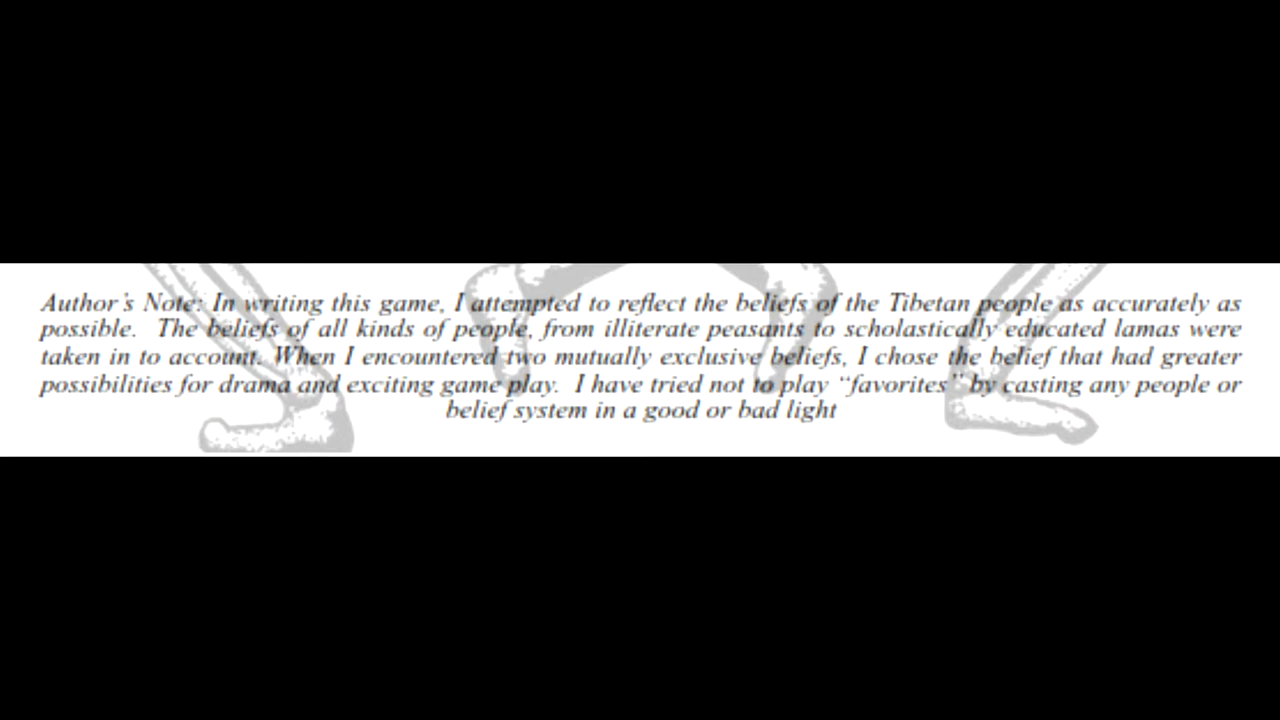 Author's Note: In writing this game, I attempted to reflect the beliefs of the Tibetan people as accurately as
possible.  The beliefs of all kinds of people, from illiterate peasants to scholastically educated lamas were
taken in to account. When I encountered two mutually exclusive beliefs, I chose the belief that had greater
possibilities for drama and exciting game play.  I have tried not to play “favorites” by casting any people or
belief system in a good or bad light